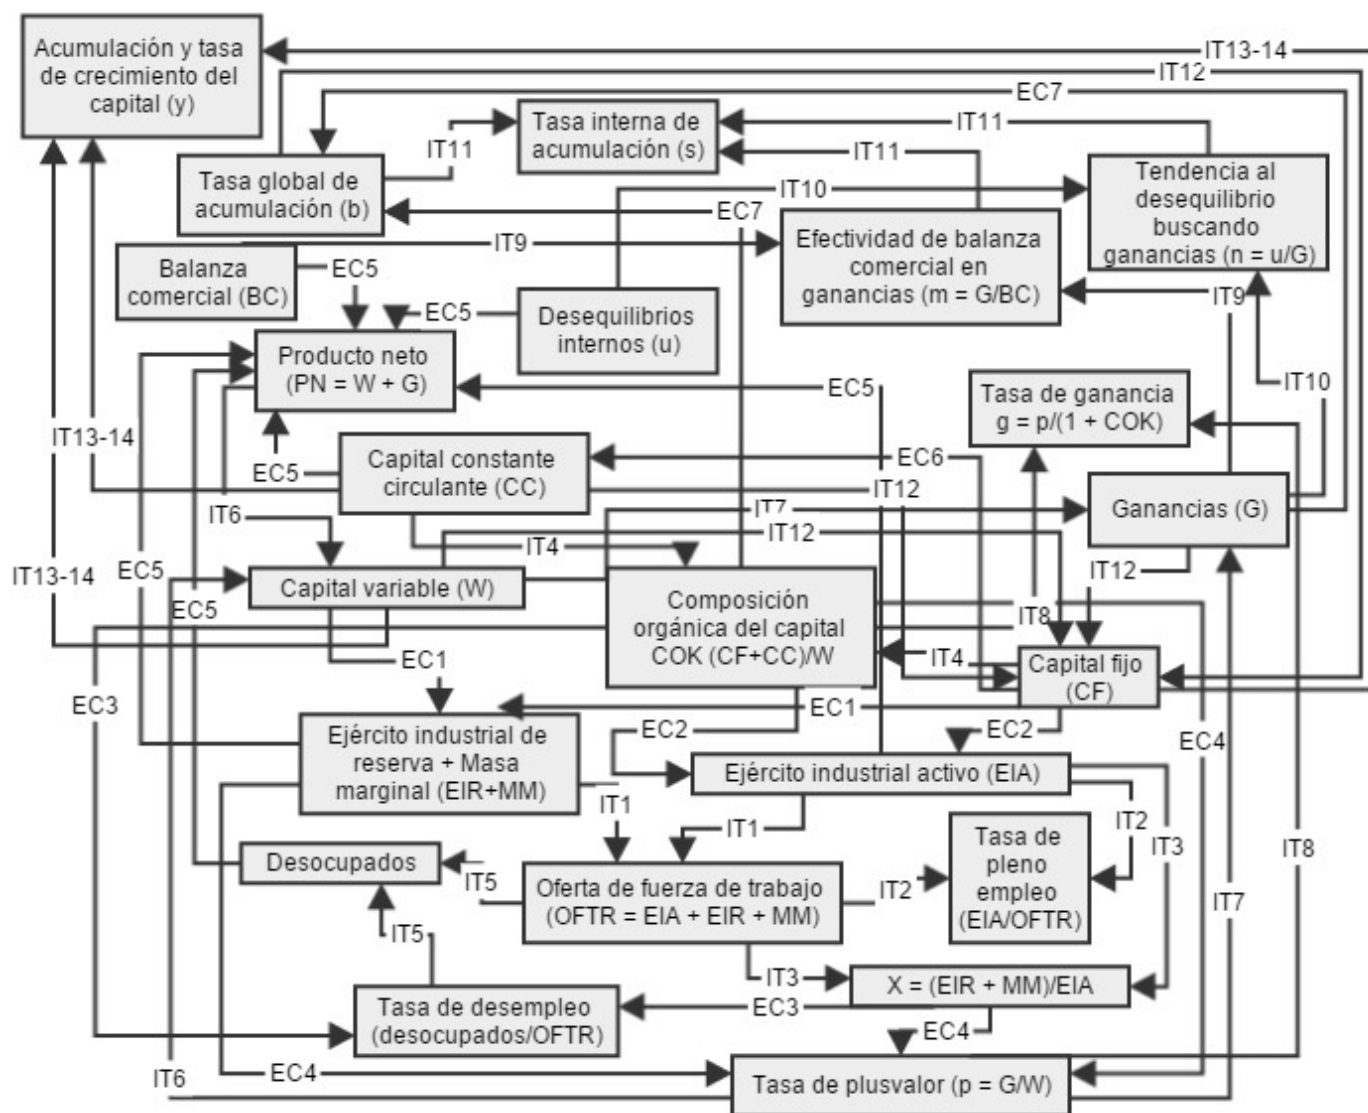 Acumulación y tasa
de crecimiento del
capital (y)
IT13-14
IT12
EC7
Tasa interna de
acumulación (s)
IT11
IT11
IT11
Tasa global de
acumulación (b)
IT10
Tendencia al
desequilibrio
buscando
ganancias (n = u/G)
EC7
IT9
Efectividad de balanza
comercial en
ganancias (m = G/BC)
Balanza
comercial (BC)
EC5
IT9
EC5
Desequilibrios
internos (u)
Producto neto
(PN = W + G)
EC5
Tasa de ganancia
g = p/(1 + COK)
IT10
IT13-14
Capital constante
circulante (CC)
EC5
EC6
IT12
IT7
Ganancias (G)
IT6
IT12
IT4
IT12
IT13-14
EC5
Capital variable (W)
EC5
Composición
orgánica del capital
COK (CF+CC)/W
IT8
IT4
Capital fijo
(CF)
EC1
EC3
EC1
EC2
EC2
EC4
Ejército industrial de
reserva + Masa
marginal (EIR+MM)
Ejército industrial activo (EIA)
IT1
IT1
IT2
IT3
IT8
Tasa de
pleno
empleo
(EIA/OFTR)
Desocupados
IT5
Oferta de fuerza de trabajo
(OFTR = EIA + EIR + MM)
IT2
IT7
IT5
IT3
X = (EIR + MM)/EIA
Tasa de desempleo
(desocupados/OFTR)
EC3
EC4
IT6
EC4
Tasa de plusvalor (p = G/W)